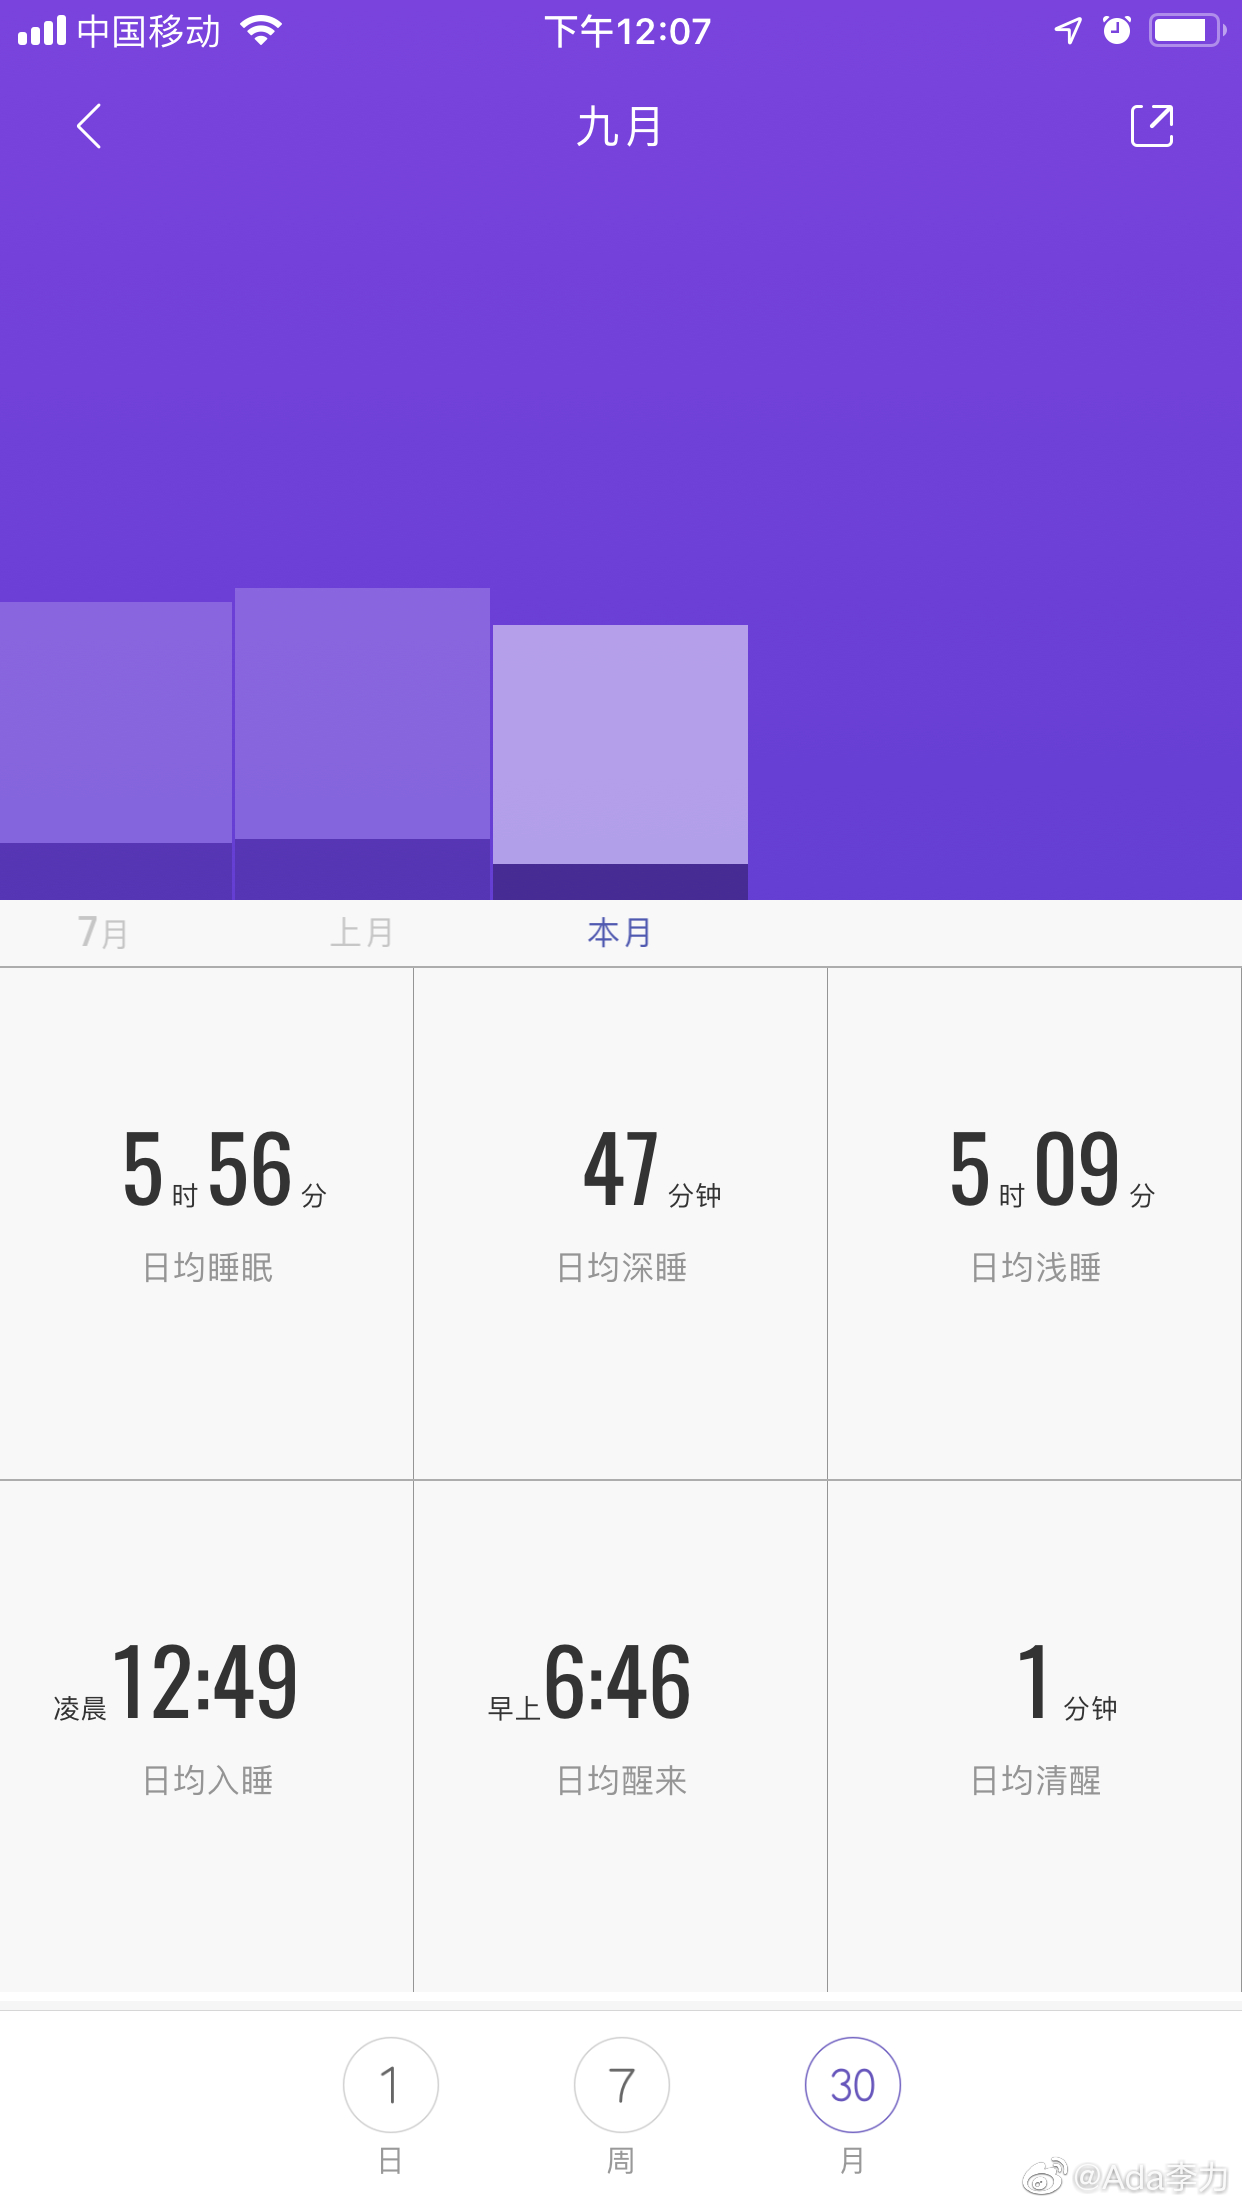 中国移动 下午12:07
九月
7月 上月 本月
5时56分 47分钟 5时09分
日均睡眠 日均深睡 日均浅睡
凌晨12:49 早上6:46 1分钟
日均入睡 日均醒来 日均清醒
1 7 30
日 周 月
@Ada李力